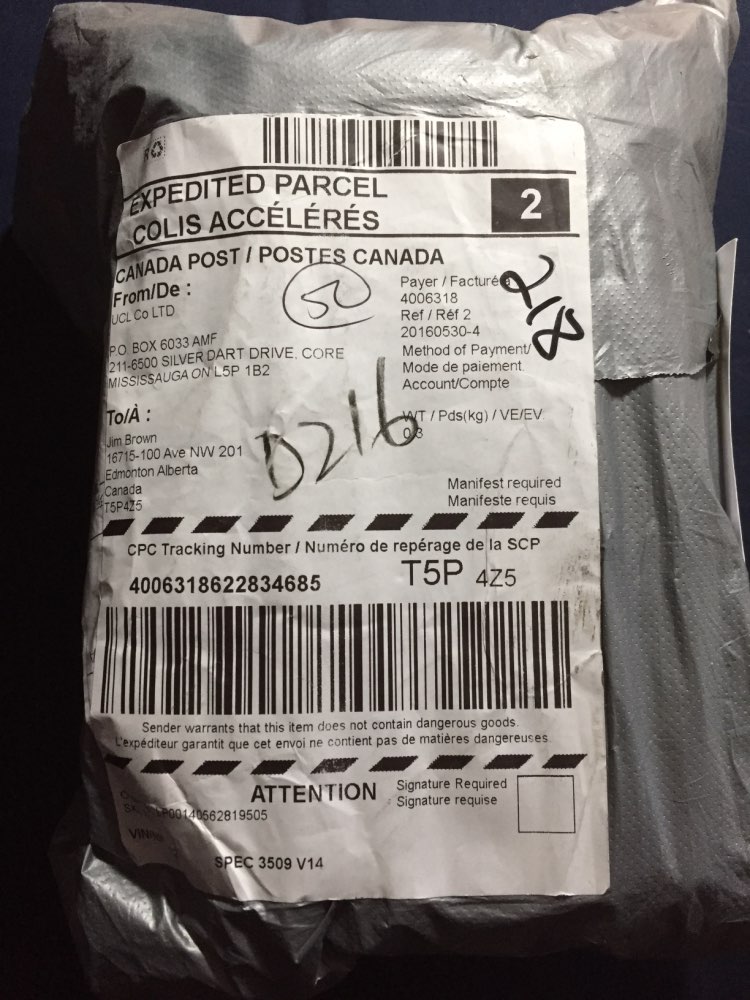 EXPEDITED PARCEL
COLIS ACCÉLÉRÉS
2
CANADA POST / POSTES CANADA
From/De :
UCL Co LTD
P.O. BOX 6033 AMF
211-6500 SILVER DART DRIVE, CORE
MISSISSAUGA ON L5P 1B2
Payer / Facturé à
4006318
Ref / Réf 2
20160530-4
Method of Payment/
Mode de paiement
Account/Compte
218
To/À :
Jim Brown
16715-100 Ave NW 201
Edmonton Alberta
Canada
T5P4Z5
D216
WT / Pds(kg) / VE/EV
0.3
Manifest required
Manifeste requis
CPC Tracking Number / Numéro de repérage de la SCP
4006318622834685
T5P 4Z5
Sender warrants that this item does not contain dangerous goods.
L'expéditeur garantit que cet envoi ne contient pas de matières dangereuses.
ATTENTION
Signature Required
Signature requise
P00140562819505
SPEC 3509 V14